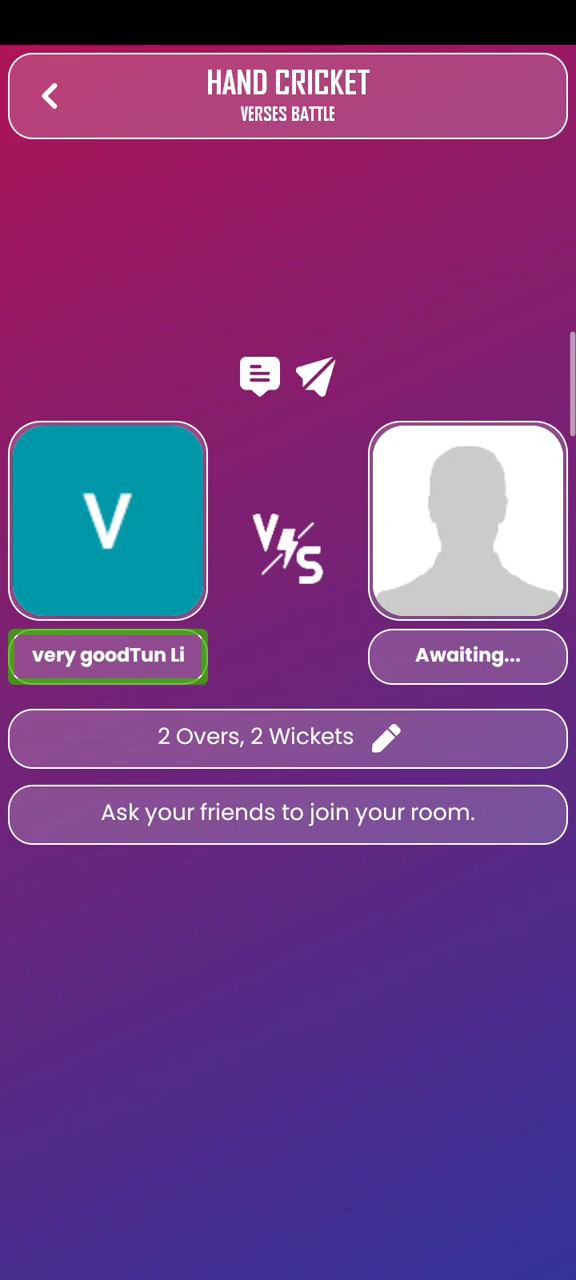 HAND CRICKET
VERSES BATTLE
V
VS
very goodTun Li
Awaiting...
2 Overs, 2 Wickets
Ask your friends to join your room.